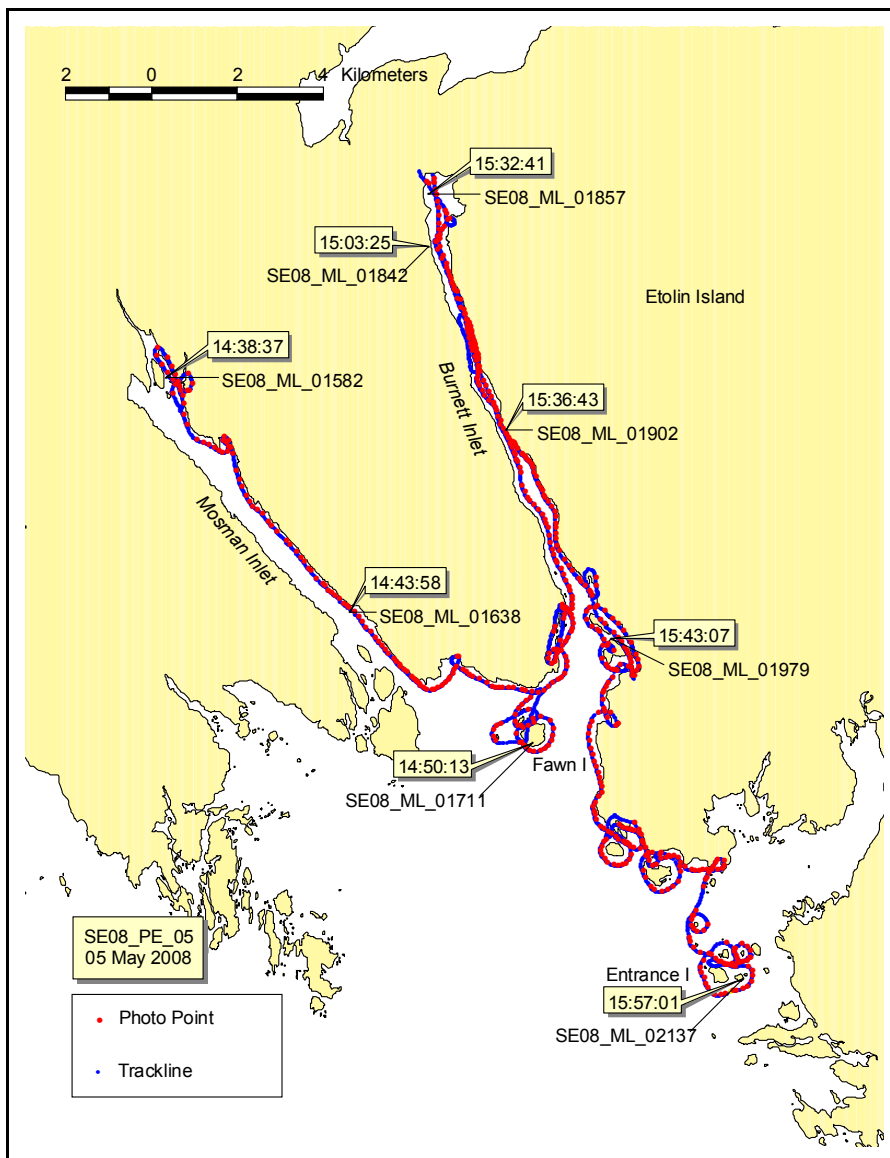 2 0 2 4 Kilometers
15:32:41
SE08_ML_01857
15:03:25
SE08_ML_01842
Etolin Island
14:38:37
SE08_ML_01582
Burnett Inlet
15:36:43
SE08_ML_01902
Mosman Inlet
14:43:58
SE08_ML_01638
15:43:07
SE08_ML_01979
14:50:13
Fawn I
SE08_ML_01711
SE08_PE_05
05 May 2008
Entrance I
15:57:01
SE08_ML_02137
Photo Point
Trackline